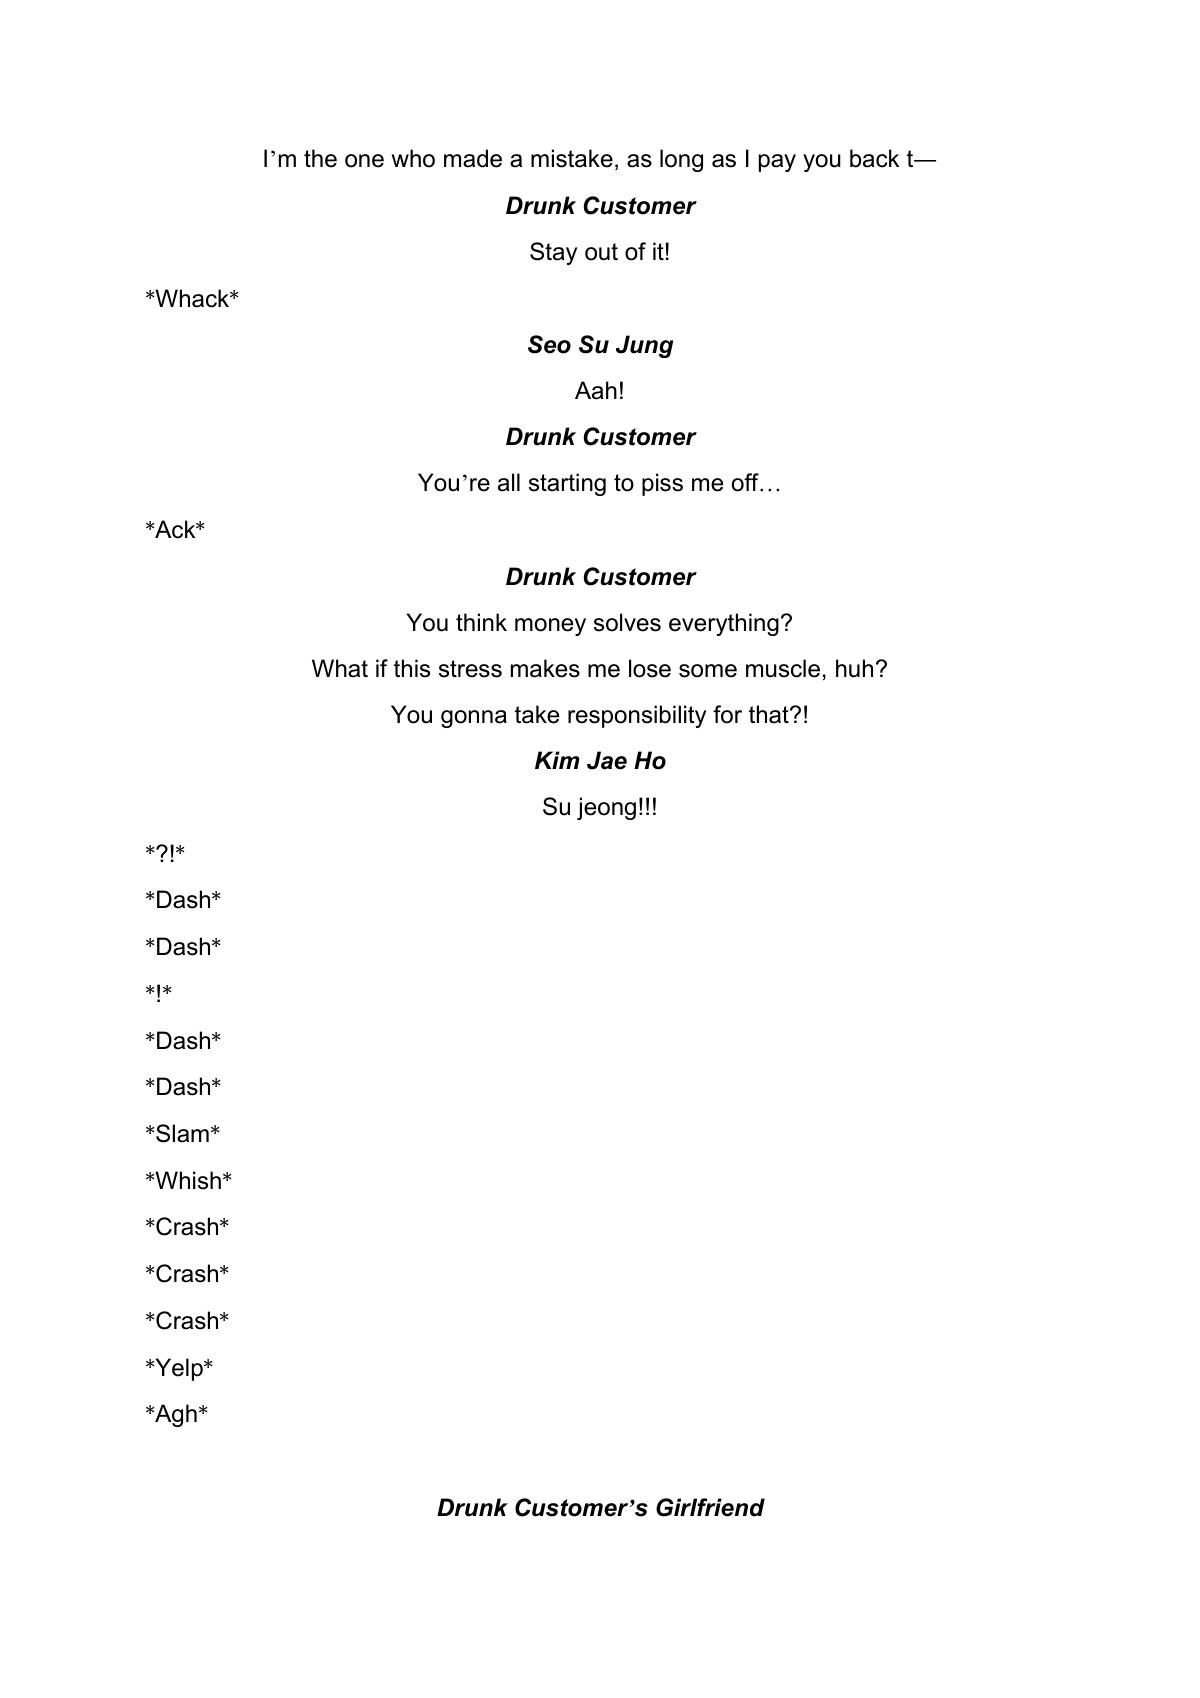 I’m the one who made a mistake, as long as I pay you back t—
Drunk Customer
Stay out of it!
*Whack*
Seo Su Jung
Aah!
Drunk Customer
You’re all starting to piss me off…
*Ack*
Drunk Customer
You think money solves everything?
What if this stress makes me lose some muscle, huh?
You gonna take responsibility for that?!
Kim Jae Ho
Su jeong!!!
*?!*
*Dash*
*Dash*
*!*
*Dash*
*Dash*
*Slam*
*Whish*
*Crash*
*Crash*
*Crash*
*Yelp*
*Agh*
Drunk Customer’s Girlfriend